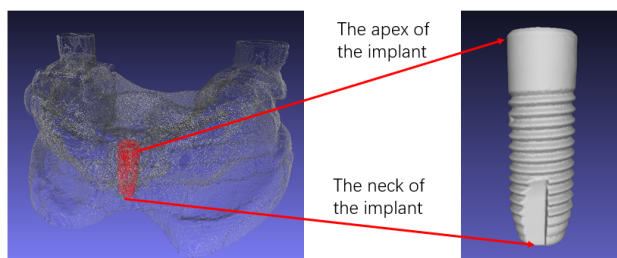 The apex of
the implant
The neck of
the implant